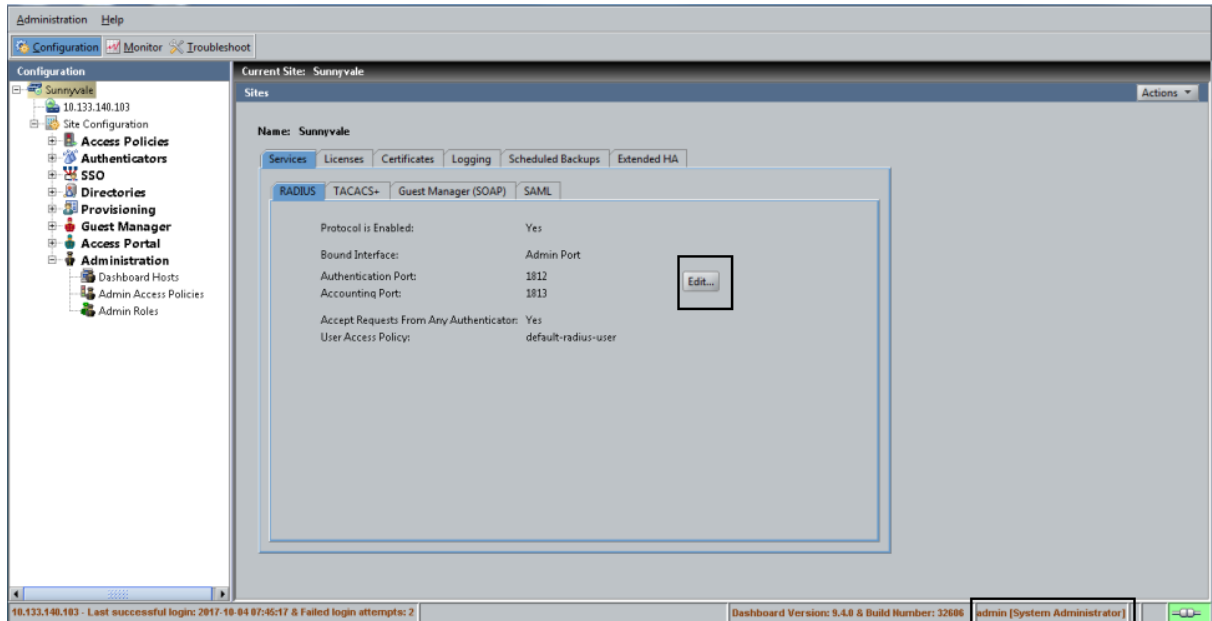 Administration Help
Configuration Monitor Troubleshoot
Configuration
Sunnyvale
10.133.140.103
Site Configuration
Access Policies
Authenticators
SSO
Directories
Provisioning
Guest Manager
Access Portal
Administration
Dashboard Hosts
Admin Access Policies
Admin Roles
Current Site: Sunnyvale
Sites
Actions
Name: Sunnyvale
Services Licenses Certificates Logging Scheduled Backups Extended HA
RADIUS TACACS+ Guest Manager (SOAP) SAML
Protocol is Enabled: Yes
Bound Interface: Admin Port
Authentication Port: 1812
Accounting Port: 1813
Edit...
Accept Requests From Any Authenticator: Yes
User Access Policy: default-radius-user
10.133.140.103 - Last successful login: 2017-10-04 07:45:17 & Failed login attempts: 2
Dashboard Version: 9.4.0 & Build Number: 32606
admin [System Administrator]